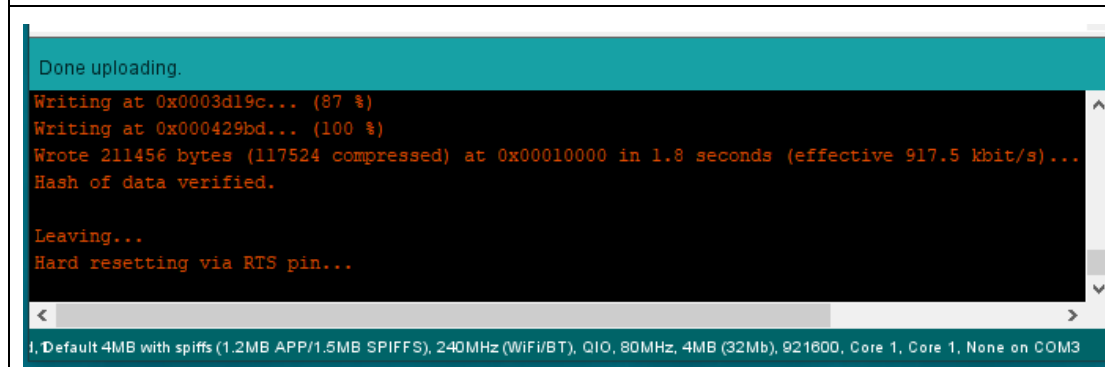 Done uploading.
Writing at 0x0003d19c... (87 %)
Writing at 0x000429bd... (100 %)
Wrote 211456 bytes (117524 compressed) at 0x00010000 in 1.8 seconds (effective 917.5 kbit/s)...
Hash of data verified.
Leaving...
Hard resetting via RTS pin...
Default 4MB with spiffs (1.2MB APP/1.5MB SPIFFS), 240MHz (WiFi/BT), QIO, 80MHz, 4MB (32Mb), 921600, Core 1, Core 1, None on COM3